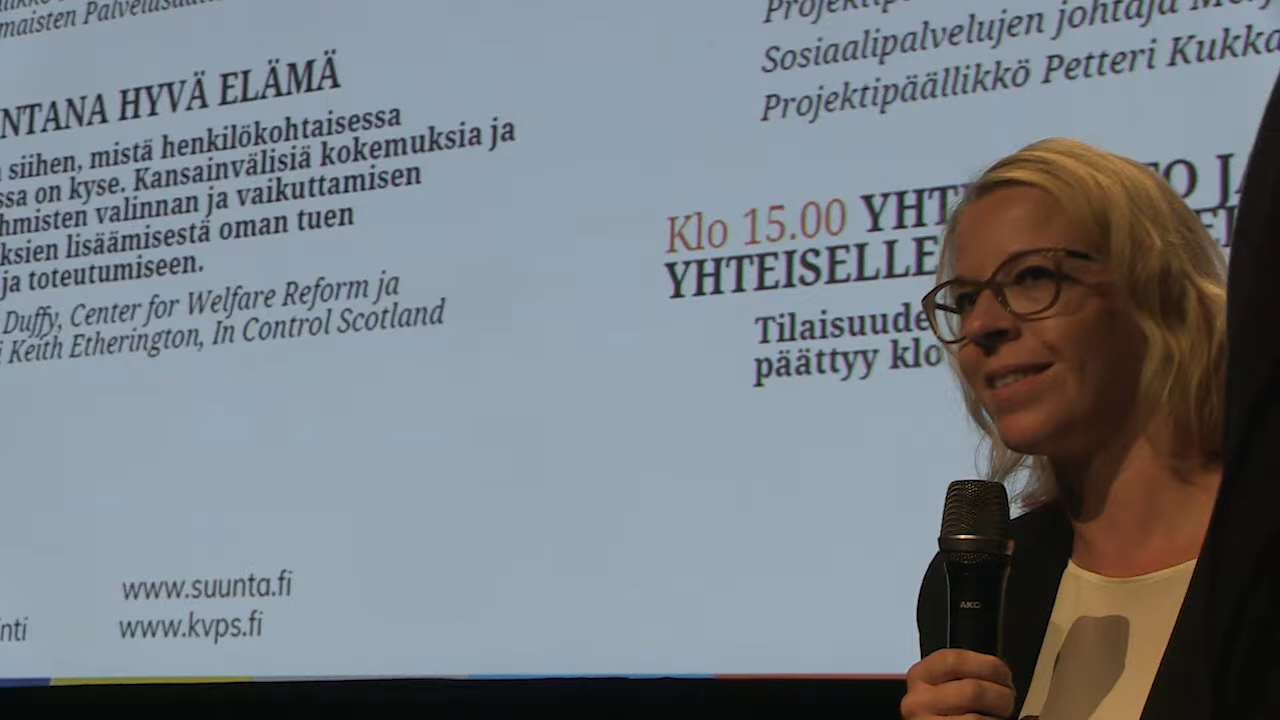 maisten
NTANA HYVÄ ELÄMÄ
siihen, mistä henkilökohtaisessa
ssa on kyse. Kansainvälisiä kokemuksia ja
hmisten valinnan ja vaikuttamisen
ksien lisäämisestä oman tuen
ja toteutumiseen.
Duffy, Center for Welfare Reform ja
Keith Etherington, In Control Scotland
www.suunta.fi
nti
www.kvps.fi
Sosiaalipalvelujen johtaja
Projektipäällikkö Petteri Kukka
Klo 15.00 YHT
YHTEISELLE
Tilaisuude
päättyy klo
AKG